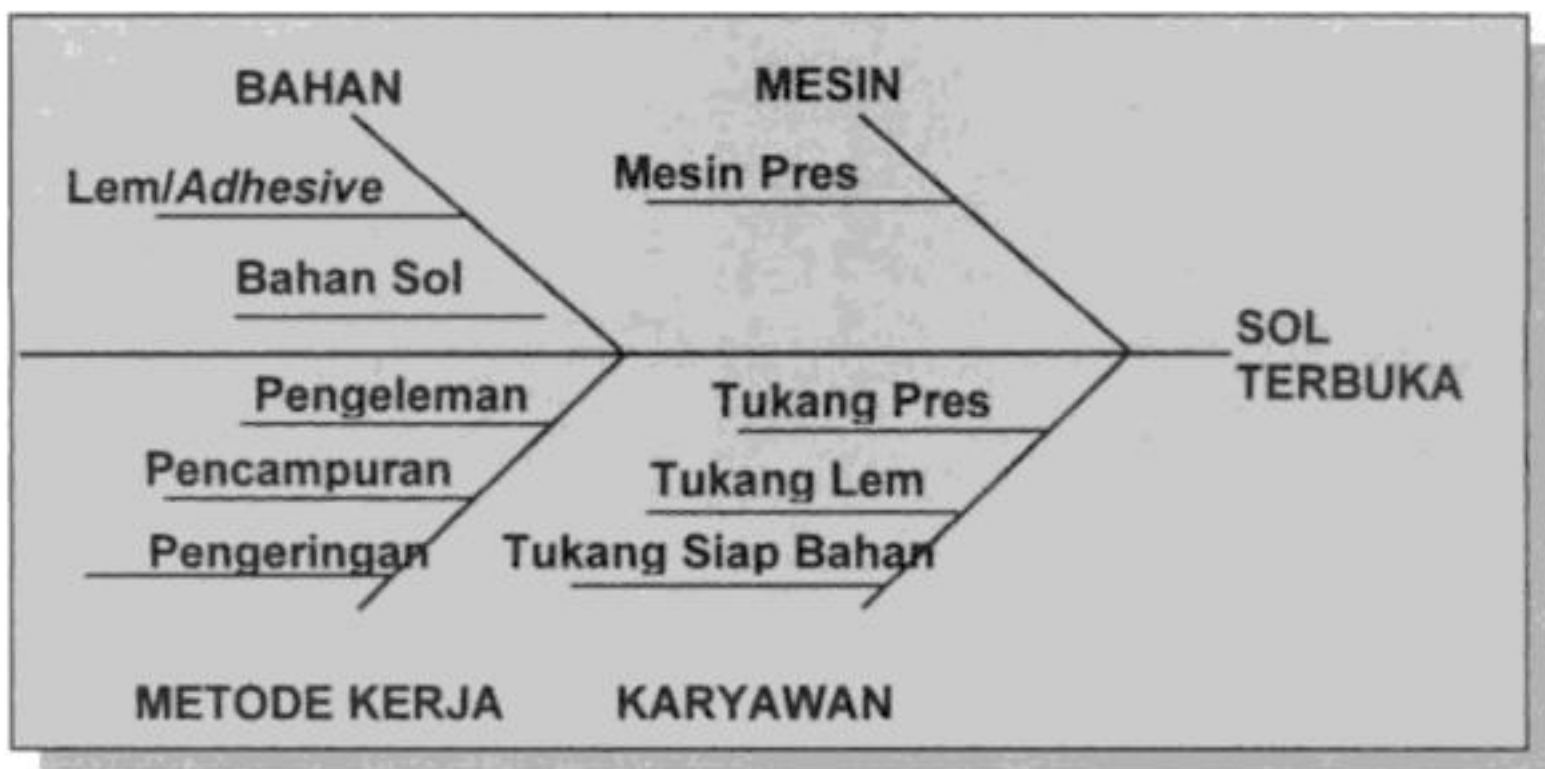 BAHAN
MESIN
Lem/Adhesive
Mesin Pres
Bahan Sol
SOL
TERBUKA
Pengeleman
Tukang Pres
Pencampuran
Tukang Lem
Pengeringan
Tukang Siap Bahan
METODE KERJA
KARYAWAN